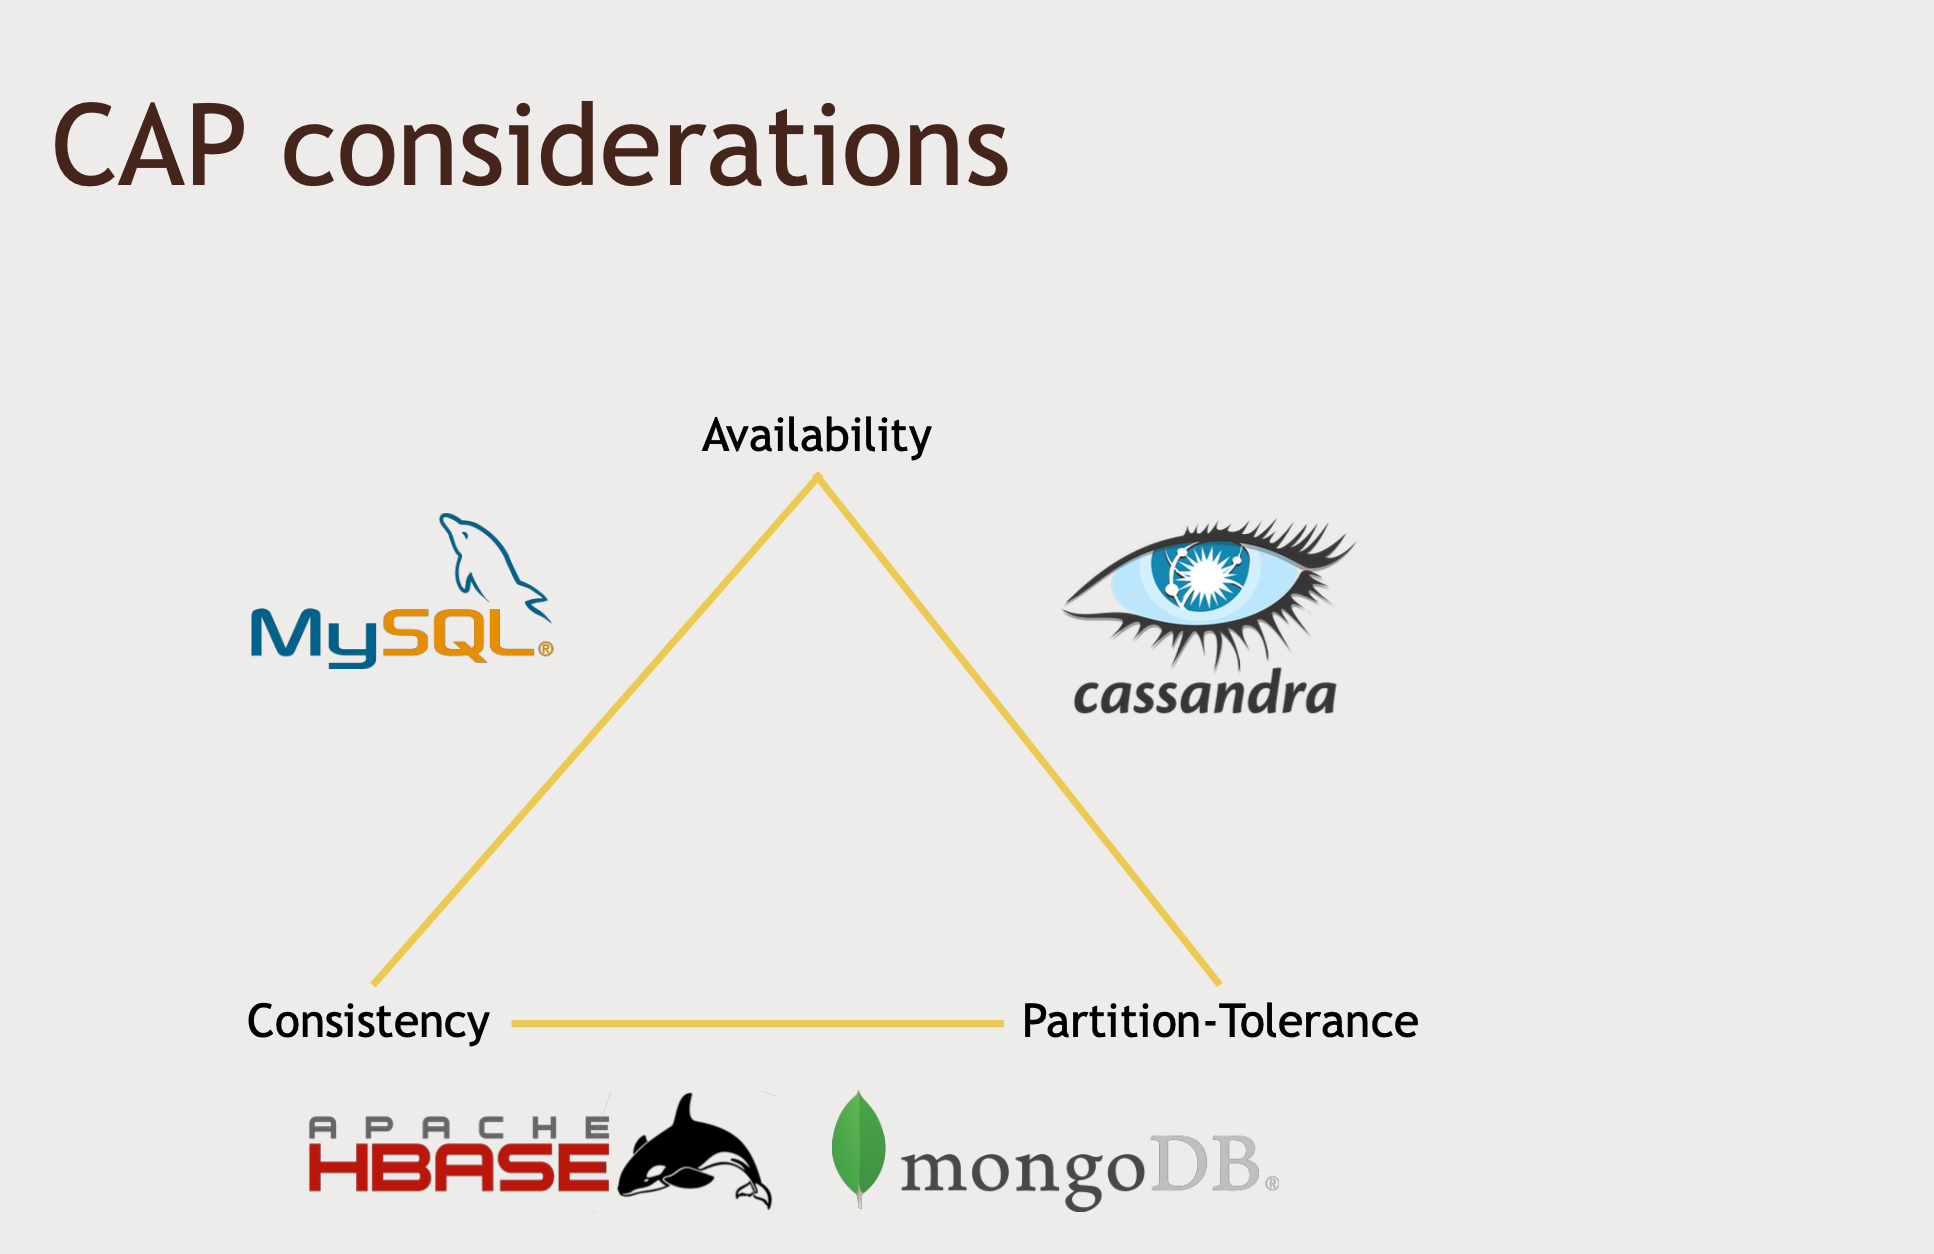 CAP considerations
Availability
MySQL®
cassandra
Consistency
Partition-Tolerance
APACHE
HBASE
mongoDB®